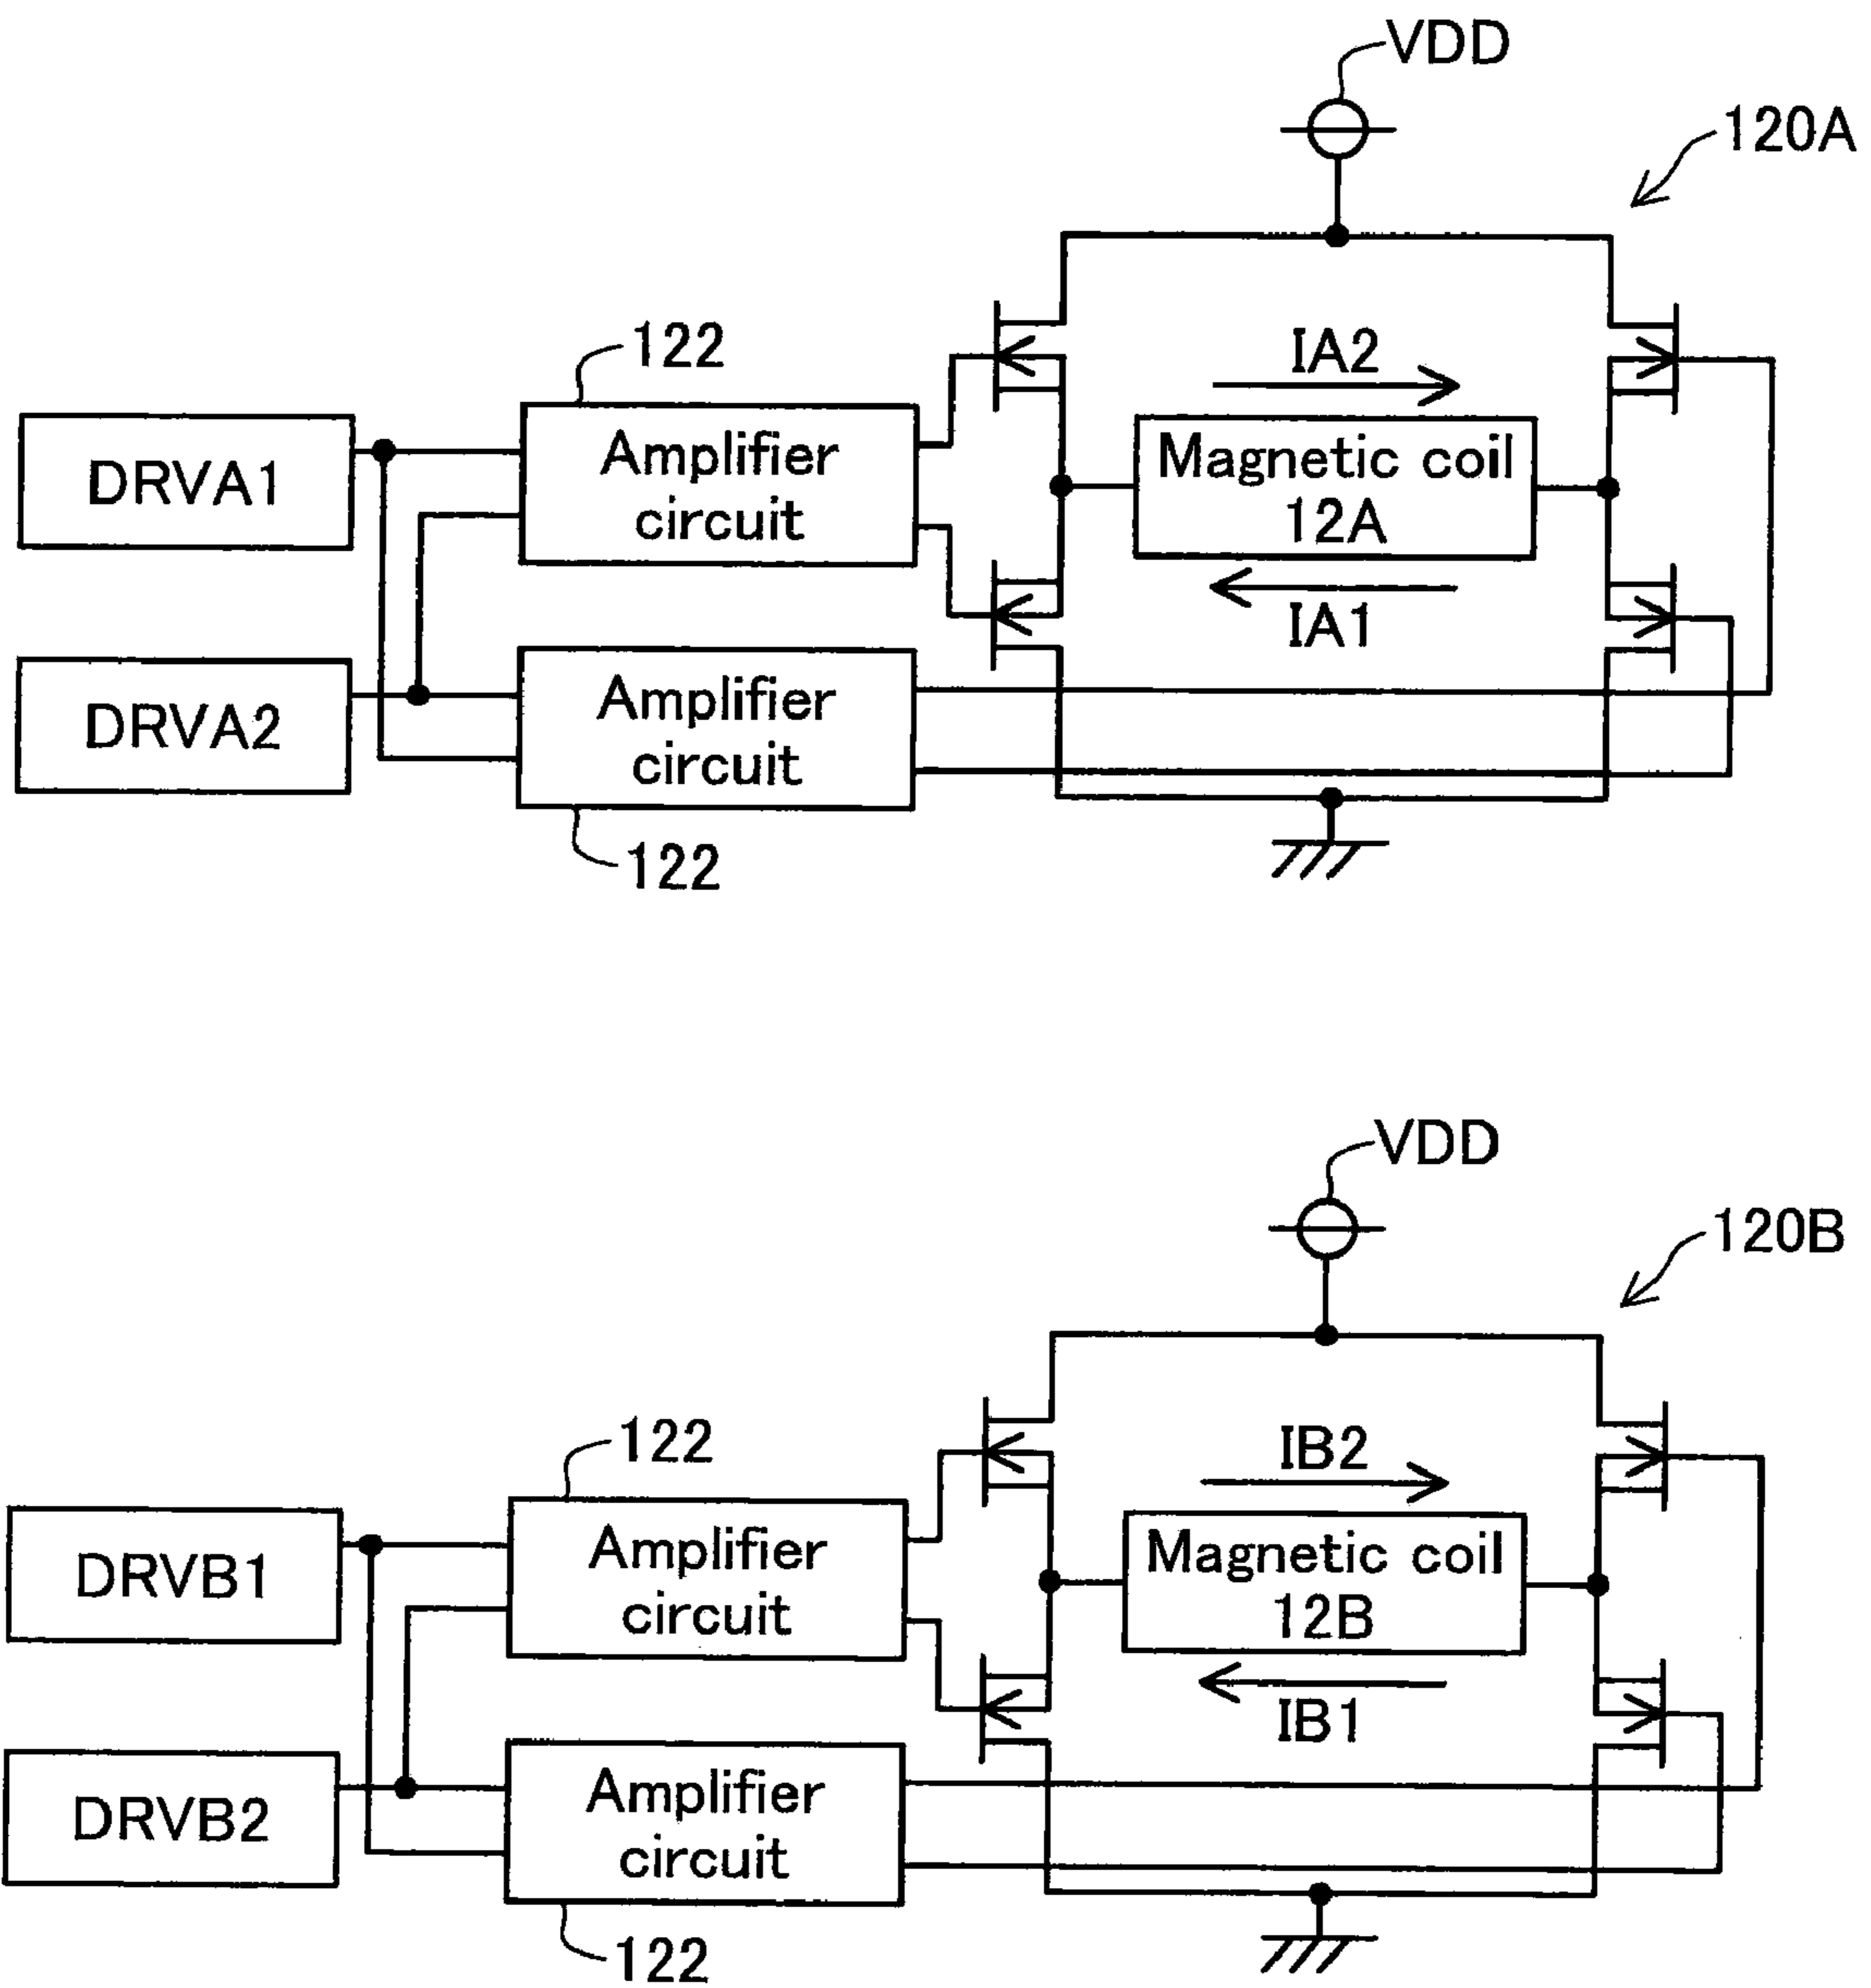 VDD
120A
122
IA2
DRVA1
Amplifier
circuit
Magnetic coil
12A
IA1
DRVA2
Amplifier
circuit
122
VDD
120B
122
IB2
DRVB1
Amplifier
circuit
Magnetic coil
12B
IB1
DRVB2
Amplifier
circuit
122